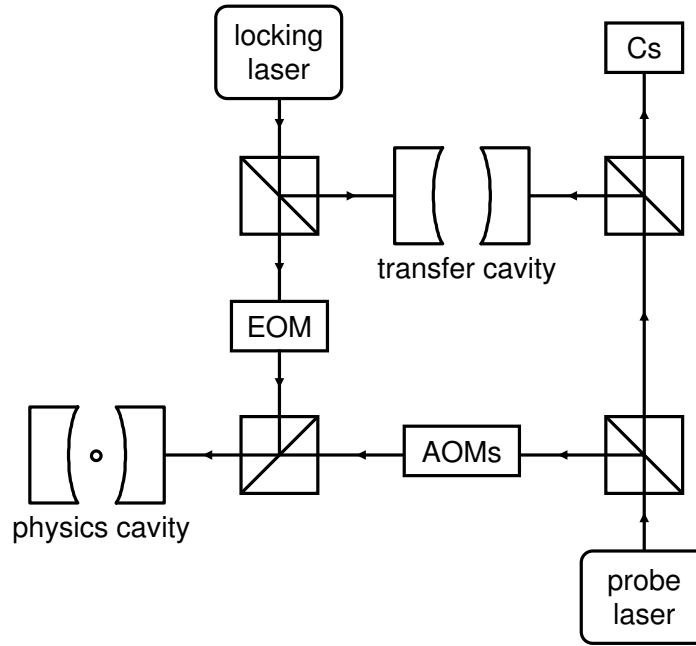 locking
laser
Cs
transfer cavity
EOM
AOMs
physics cavity
probe
laser